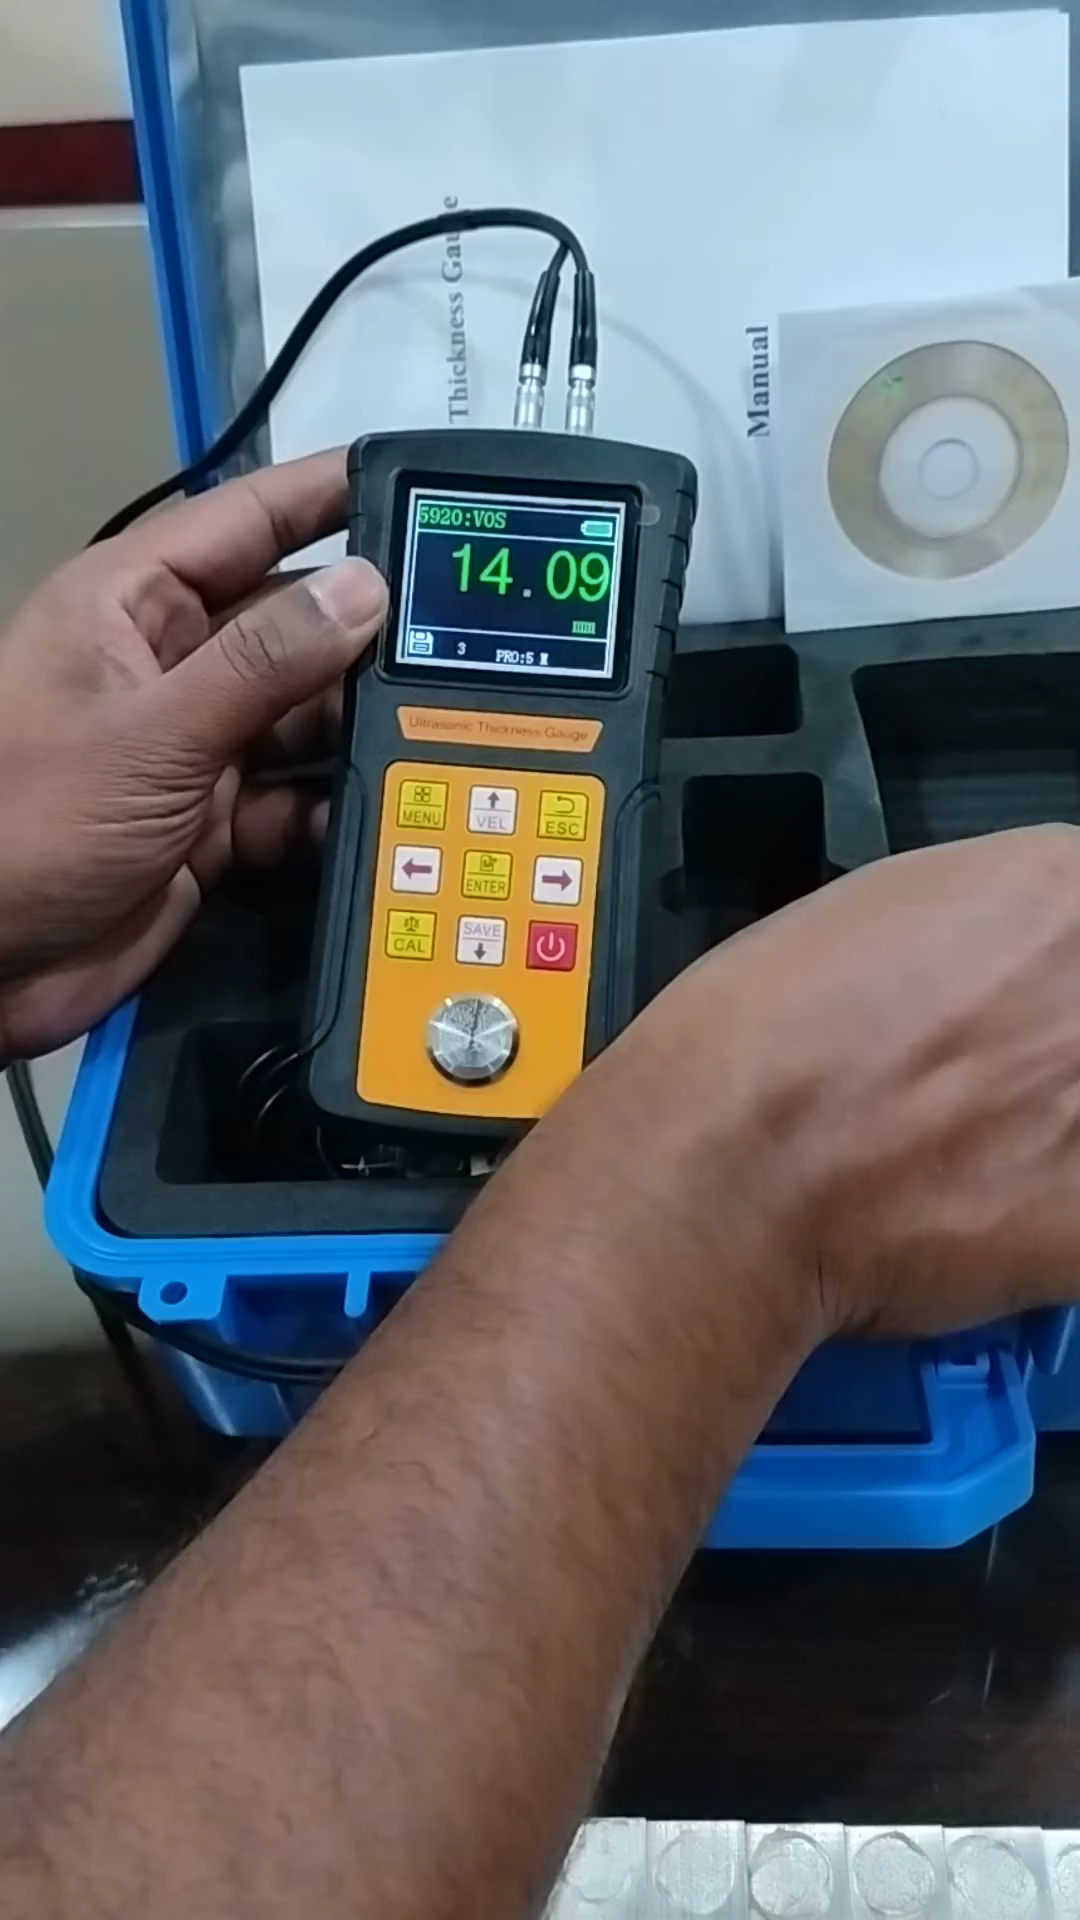 Thickness Gauge
Manual
5920:VOS
14.09
mm
3 PRO:5 M
Ultrasonic Thickness Gauge
MENU
VEL
ESC
ENTER
CAL
SAVE